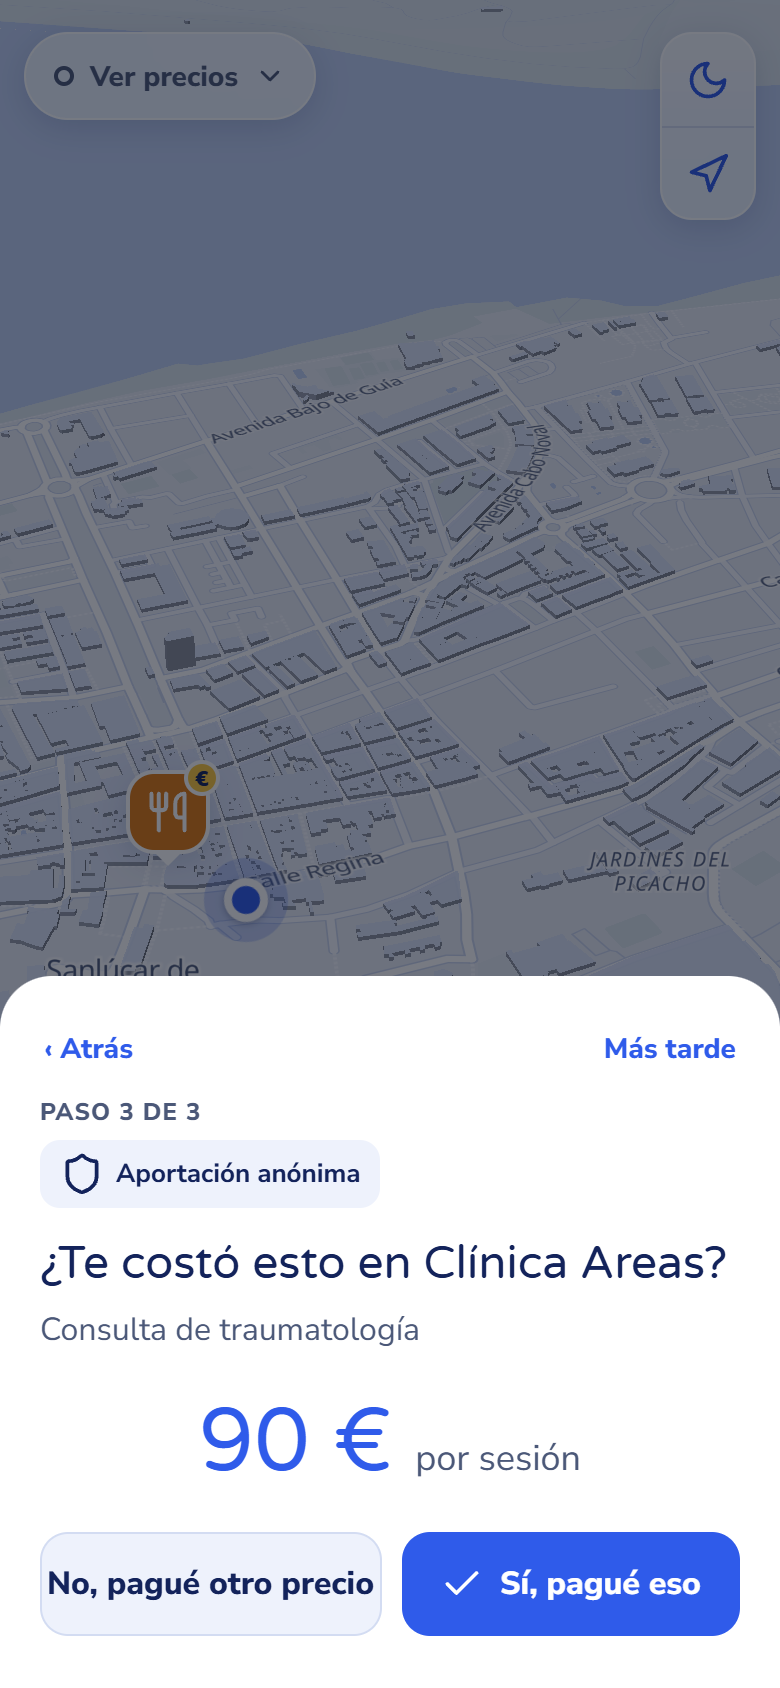 Ver precios
Avenida Bajo de Guía
Avenida Cabo Noval
€
Calle Regina
JARDINES DEL
PICACHO
Sanlúcar de
‹ Atrás
Más tarde
PASO 3 DE 3
Aportación anónima
¿Te costó esto en Clínica Areas?
Consulta de traumatología
90 € por sesión
No, pagué otro precio
Sí, pagué eso